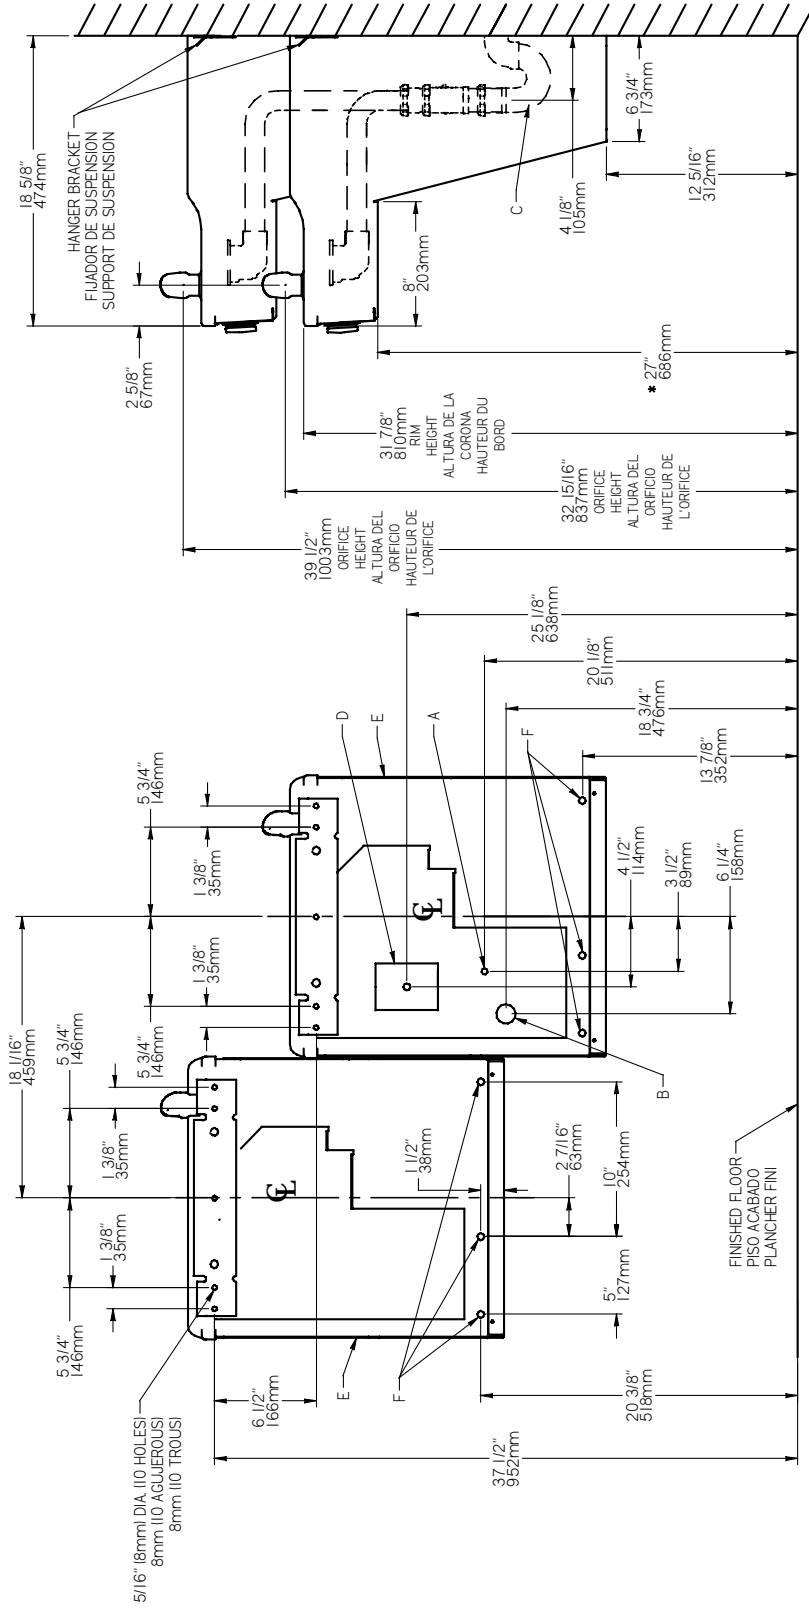 5/16" (8mm) DIA. (10 HOLES)
8mm (10 AGUJEROUS)
8mm (10 TROUS)
5 3/4"
146mm
1 3/8"
35mm
1 3/8"
35mm
5 3/4"
146mm
18 1/16"
459mm
5 3/4"
146mm
1 3/8"
35mm
1 3/8"
35mm
5 3/4"
146mm
2 5/8"
67mm
18 5/8"
474mm
HANGER BRACKET
FIJADOR DE SUSPENSION
SUPPORT DE SUSPENSION
6 1/2"
166mm
E
F
CL
CL
D
E
A
F
B
37 1/2"
952mm
20 3/8"
518mm
5"
127mm
10"
254mm
2 7/16"
63mm
1 1/2"
38mm
4 1/2"
114mm
3 1/2"
89mm
6 1/4"
158mm
25 1/8"
638mm
20 1/8"
511mm
18 3/4"
476mm
13 7/8"
352mm
39 1/2"
1003mm
ORIFICE
HEIGHT
ALTURA DEL
ORIFICIO
HAUTEUR DE
L'ORIFICE
32 15/16"
837mm
ORIFICE
HEIGHT
ALTURA DEL
ORIFICIO
HAUTEUR DE
L'ORIFICE
31 7/8"
810mm
RIM
HEIGHT
ALTURA DE LA
CORONA
HAUTEUR DU
BORD
8"
203mm
* 27"
686mm
C
4 1/8"
105mm
6 3/4"
173mm
12 5/16"
312mm
FINISHED FLOOR
PISO ACABADO
PLANCHER FINI